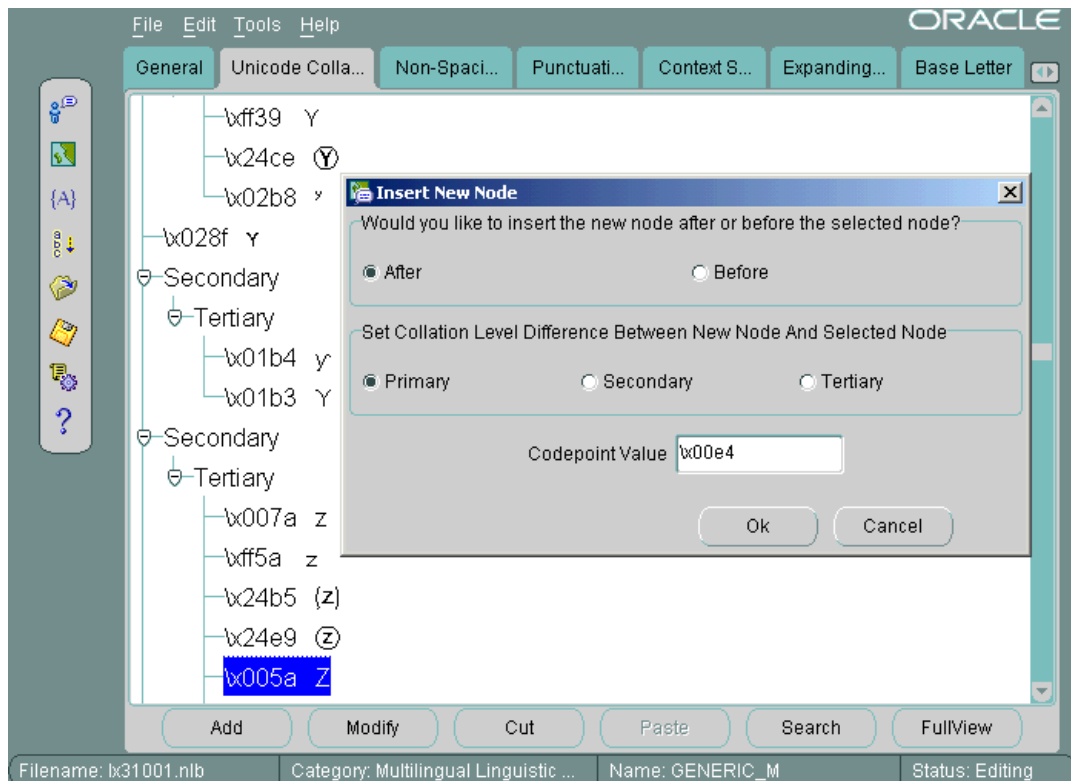 File Edit Tools Help
ORACLE
General Unicode Colla... Non-Spaci... Punctuati... Context S... Expanding... Base Letter
{A}
a
b
c
?
\xff39 Y
\x24ce Ⓨ
\x02b8 ʸ
\x028f ʏ
Secondary
Tertiary
\x01b4 ƴ
\x01b3 Ƴ
Secondary
Tertiary
\x007a z
\xff5a z
\x24b5 (z)
\x24e9 ⓩ
\x005a Z
Insert New Node
Would you like to insert the new node after or before the selected node?
After Before
Set Collation Level Difference Between New Node And Selected Node
Primary Secondary Tertiary
Codepoint Value \x00e4
Ok Cancel
Add Modify Cut Paste Search FullView
Filename: lx31001.nlb Category: Multilingual Linguistic ... Name: GENERIC_M Status: Editing